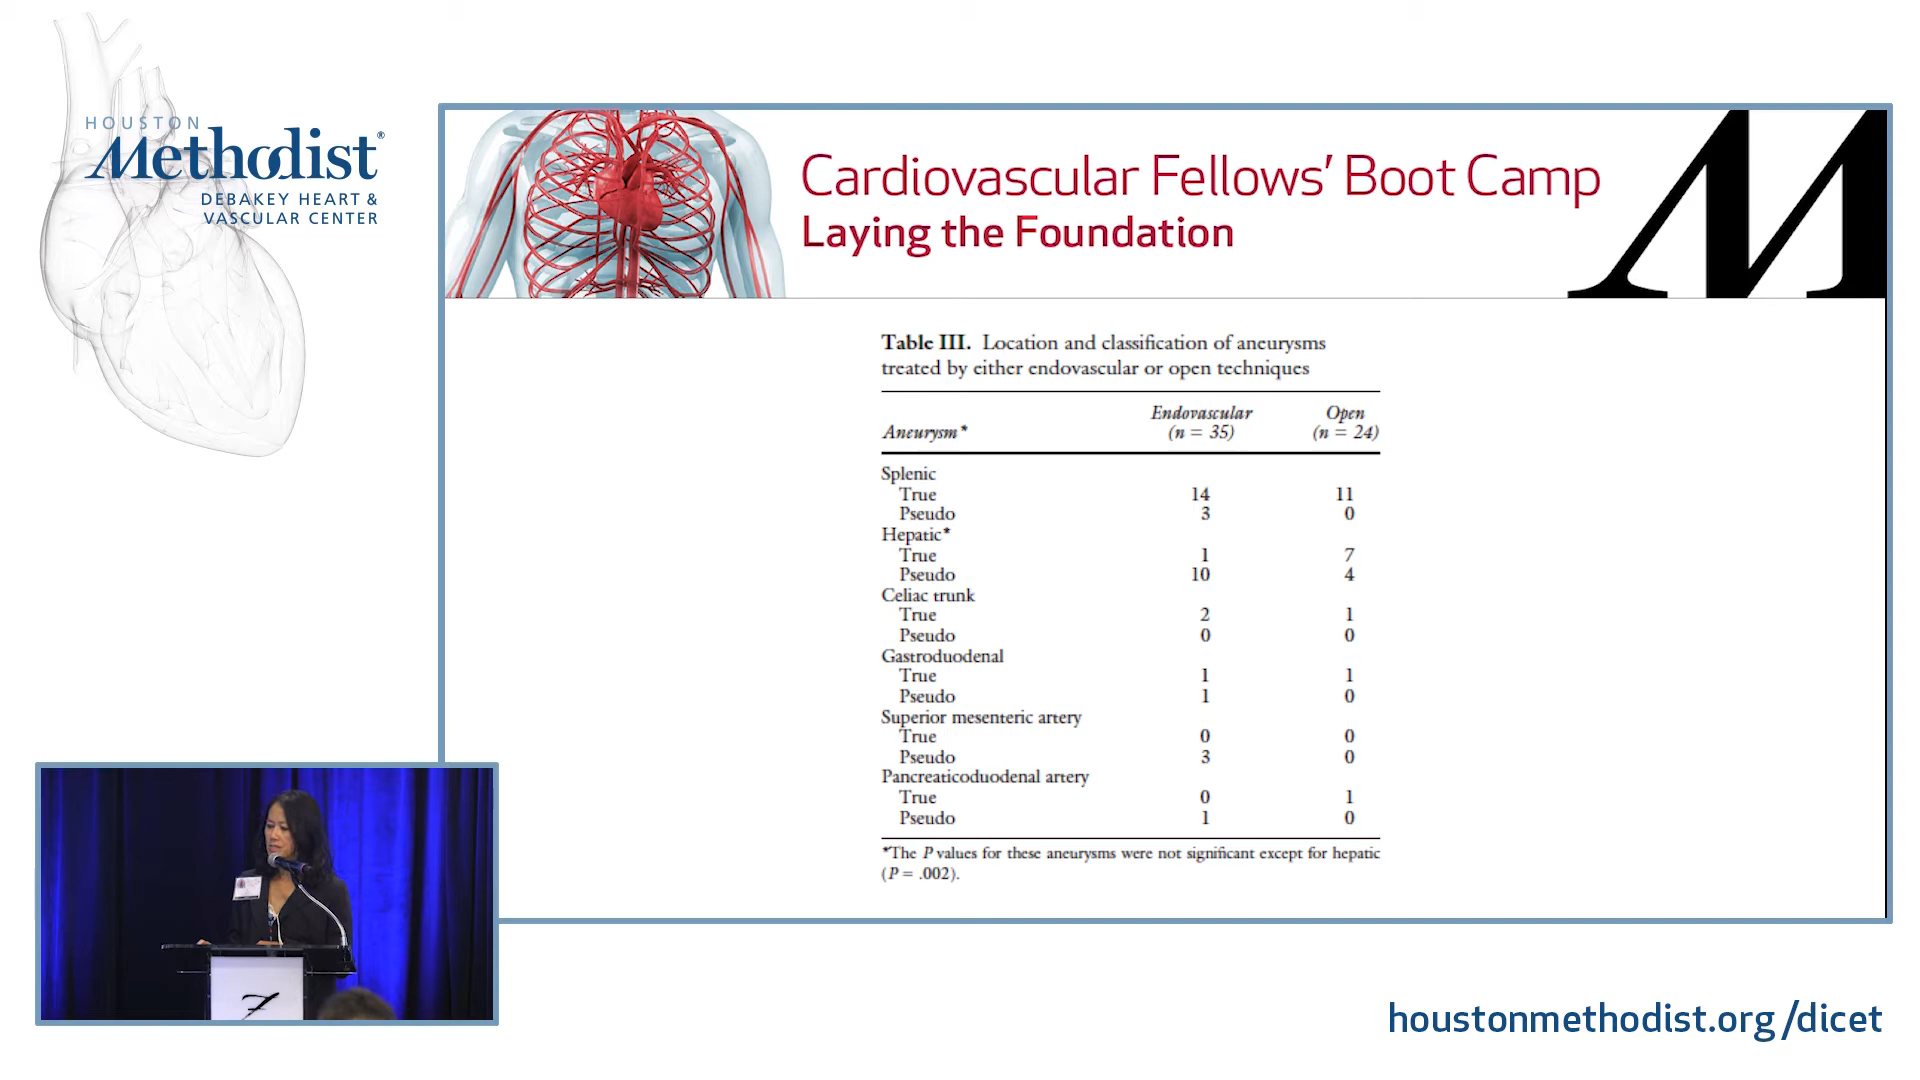 HOUSTON
Methodist®
DEBAKEY HEART &
VASCULAR CENTER
Cardiovascular Fellows’ Boot Camp
Laying the Foundation
M
Table III. Location and classification of aneurysms
treated by either endovascular or open techniques
Endovascular Open
Aneurysm* (n = 35) (n = 24)
Splenic
True 14 11
Pseudo 3 0
Hepatic*
True 1 7
Pseudo 10 4
Celiac trunk
True 2 1
Pseudo 0 0
Gastroduodenal
True 1 1
Pseudo 1 0
Superior mesenteric artery
True 0 0
Pseudo 3 0
Pancreaticoduodenal artery
True 0 1
Pseudo 1 0
*The P values for these aneurysms were not significant except for hepatic
(P = .002).
houstonmethodist.org/dicet